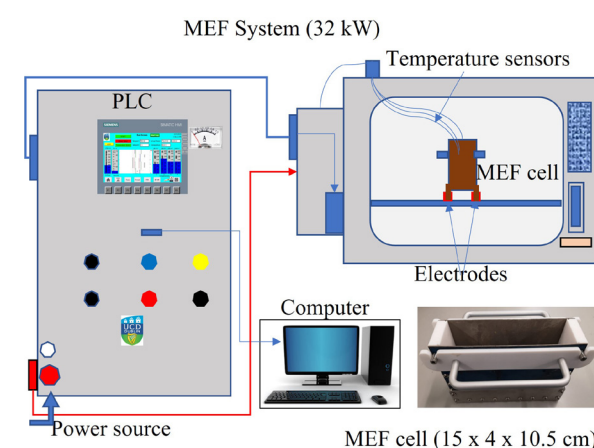 MEF System (32 kW)
Temperature sensors
PLC
MEF cell
Electrodes
Computer
UCD
Power source
MEF cell (15 x 4 x 10.5 cm)